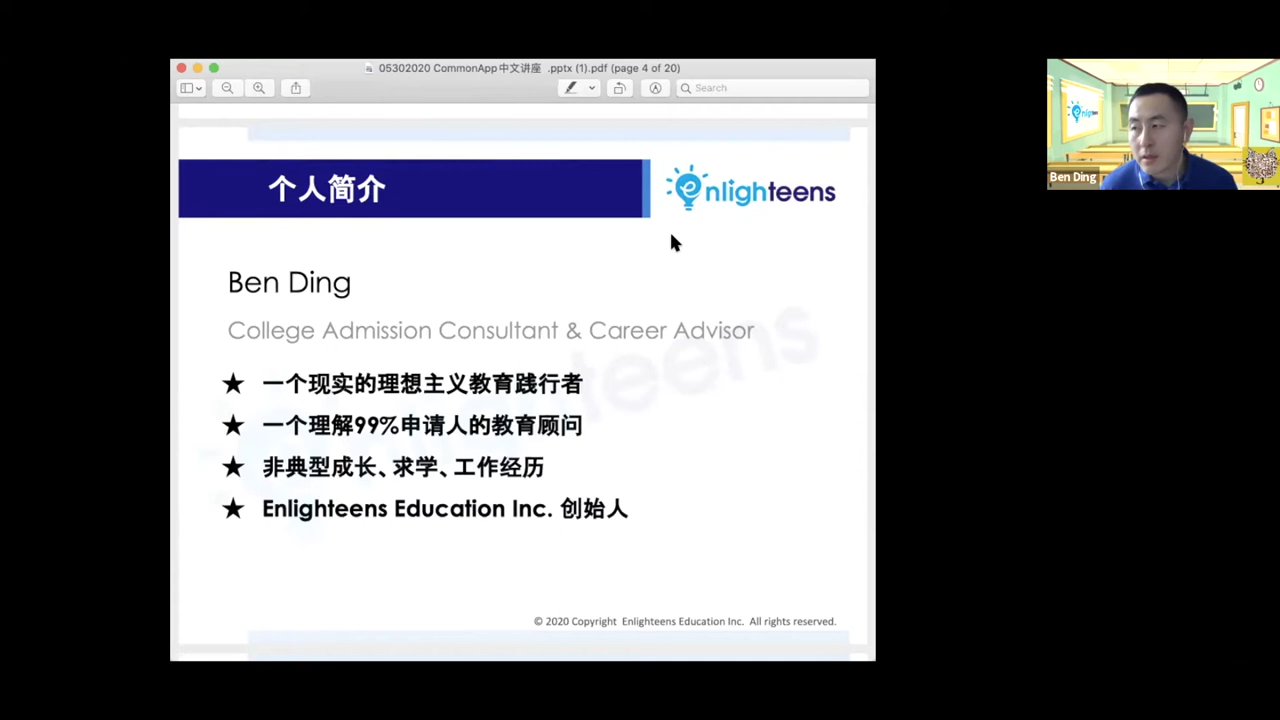 05302020 CommonApp中文讲座 .pptx (1).pdf (page 4 of 20)
Search
个人简介
enlighteens
Ben Ding
College Admission Consultant & Career Advisor
★ 一个现实的理想主义教育践行者
★ 一个理解99%申请人的教育顾问
★ 非典型成长、求学、工作经历
★ Enlighteens Education Inc. 创始人
© 2020 Copyright Enlighteens Education Inc. All rights reserved.
Ben Ding